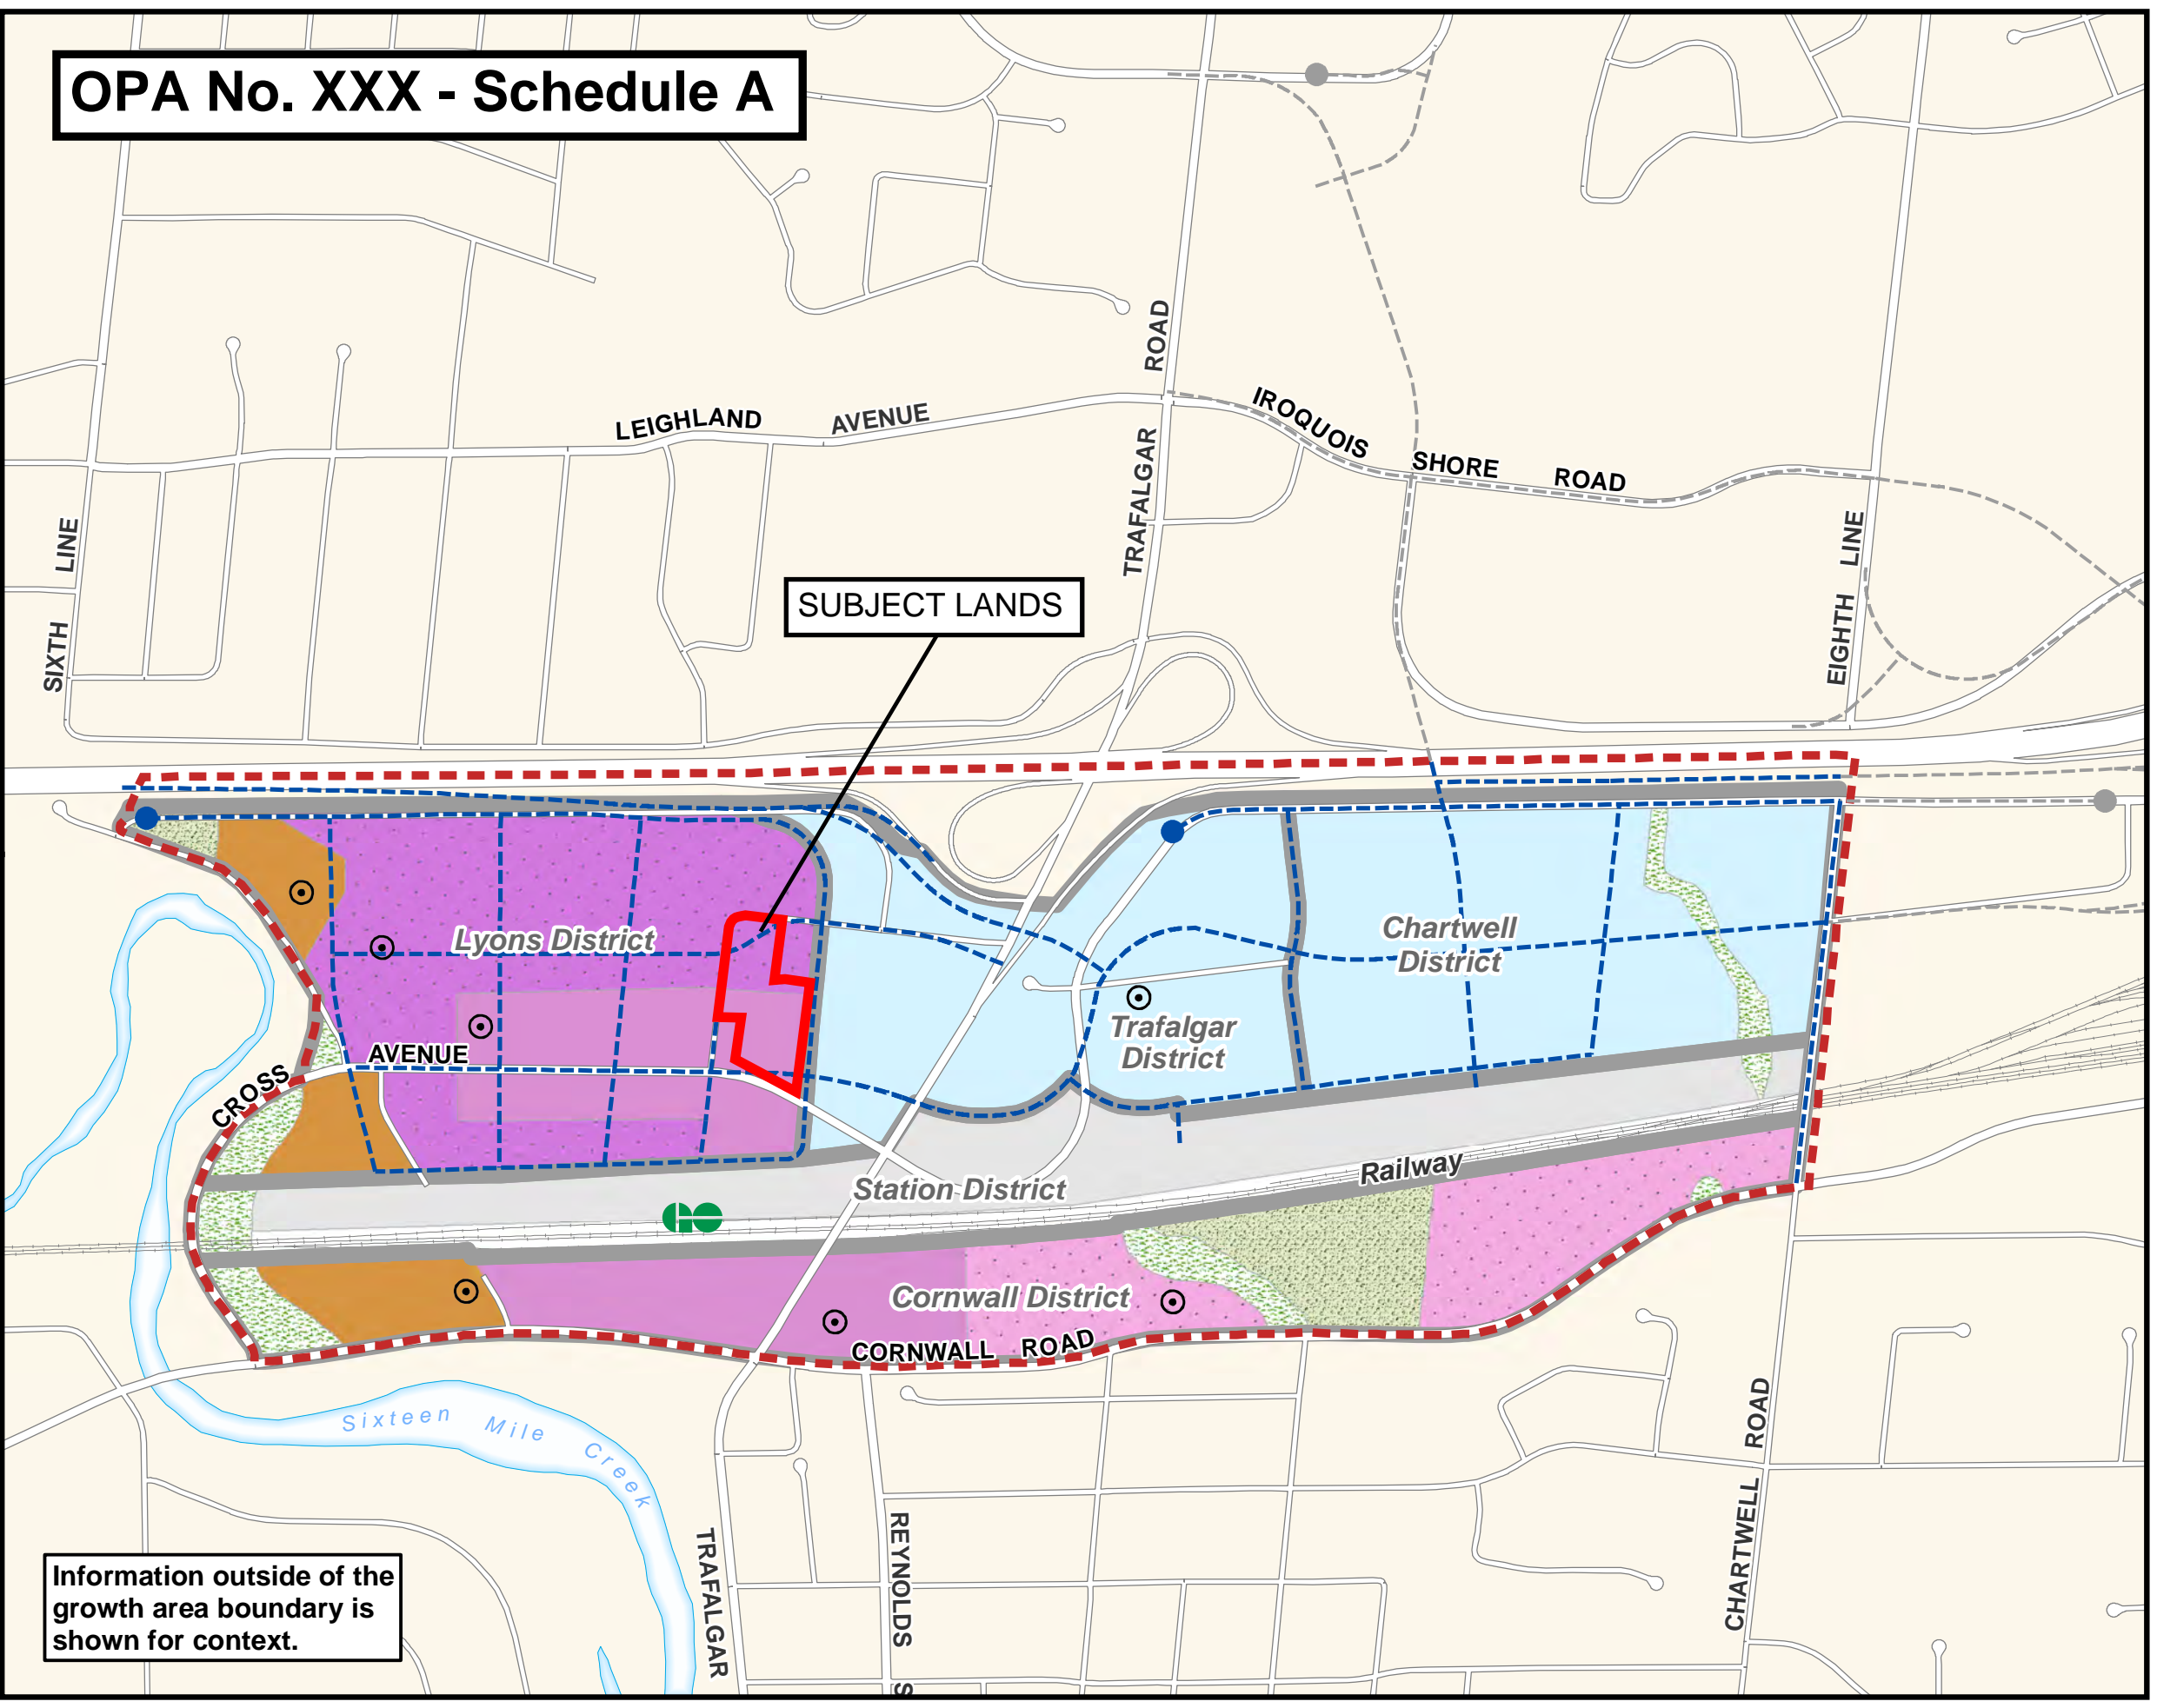 OPA No. XXX - Schedule A
ROAD
IROQUOIS
LEIGHLAND AVENUE
SHORE ROAD
TRAFALGAR
SIXTH LINE
EIGHTH LINE
SUBJECT LANDS
Lyons District
Chartwell
District
Trafalgar
District
CROSS AVENUE
Railway
Station District
GO
Cornwall District
CORNWALL ROAD
Sixteen Mile Creek
CHARTWELL ROAD
TRAFALGAR
REYNOLDS S
Information outside of the
growth area boundary is
shown for context.